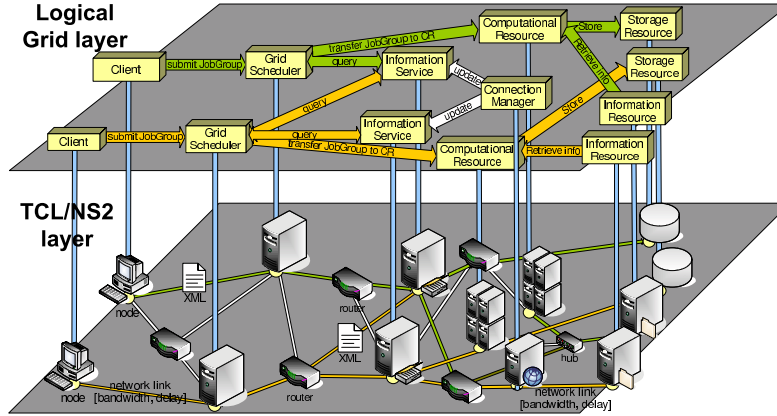 Logical
Grid layer
Client
submit JobGroup
Grid
Scheduler
transfer JobGroup to CR
query
Information
Service
Computational
Resource
Store
Storage
Resource
Retrieve info
Storage
Resource
update
Connection
Manager
query
update
Store
Information
Resource
Client
submit JobGroup
Grid
Scheduler
query
Information
Service
transfer JobGroup to CR
Computational
Resource
Retrieve info
Information
Resource
TCL/NS2
layer
node
XML
router
XML
hub
node
network link
[bandwidth, delay]
router
network link
[bandwidth, delay]